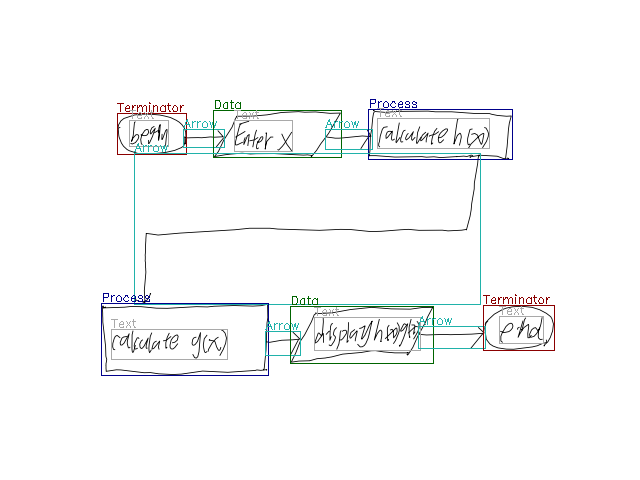 Terminator
Text
begin
Arrow
Arrow
Data
Text
Enter x
Arrow
Process
Text
calculate h(x)
Process
Text
calculate g(x)
Arrow
Data
Text
display h(x)g(x)
Arrow
Terminator
Text
end